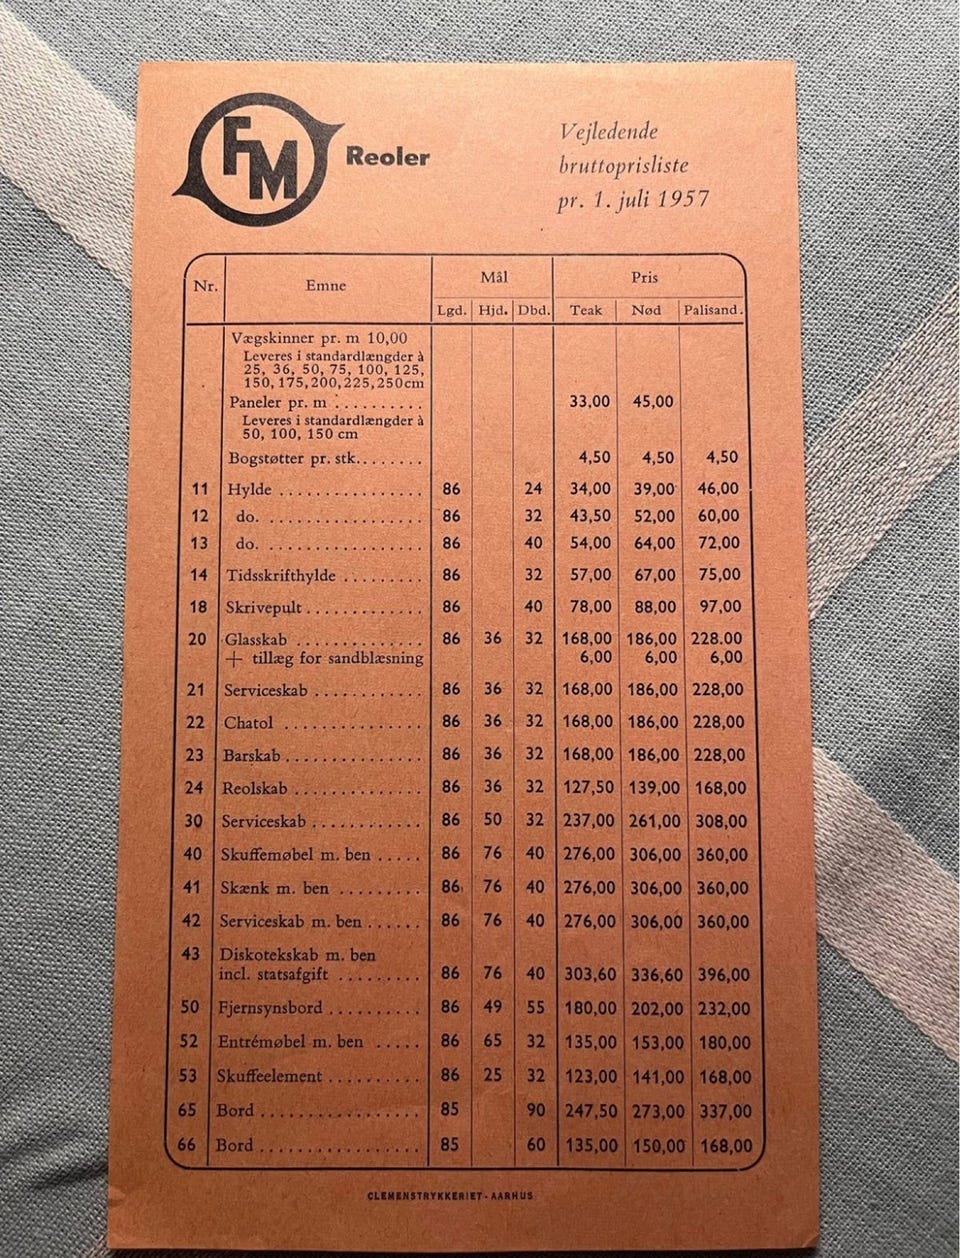 FM Reoler
Vejledende
bruttoprisliste
pr. 1. juli 1957
Nr. Emne Mål Pris
Lgd. Hjd. Dbd. Teak Nød Palisand.
Vægskinner pr. m 10,00
Leveres i standardlængder à
25, 36, 50, 75, 100, 125,
150, 175, 200, 225, 250 cm
Paneler pr. m .......... 33,00 45,00
Leveres i standardlængder à
50, 100, 150 cm
Bogstøtter pr. stk........ 4,50 4,50 4,50
11 Hylde ................ 86 24 34,00 39,00 46,00
12 do. ................. 86 32 43,50 52,00 60,00
13 do. ................. 86 40 54,00 64,00 72,00
14 Tidsskrifthylde ......... 86 32 57,00 67,00 75,00
18 Skrivepult ............. 86 40 78,00 88,00 97,00
20 Glasskab .............. 86 36 32 168,00 186,00 228.00
+ tillæg for sandblæsning 6,00 6,00 6,00
21 Serviceskab ............ 86 36 32 168,00 186,00 228,00
22 Chatol ............... 86 36 32 168,00 186,00 228,00
23 Barskab ............... 86 36 32 168,00 186,00 228,00
24 Reolskab .............. 86 36 32 127,50 139,00 168,00
30 Serviceskab ............ 86 50 32 237,00 261,00 308,00
40 Skuffemøbel m. ben ..... 86 76 40 276,00 306,00 360,00
41 Skænk m. ben ......... 86 76 40 276,00 306,00 360,00
42 Serviceskab m. ben ...... 86 76 40 276,00 306,00 360,00
43 Diskotekskab m. ben
incl. statsafgift ......... 86 76 40 303,60 336,60 396,00
50 Fjernsynsbord .......... 86 49 55 180,00 202,00 232,00
52 Entrémøbel m. ben ..... 86 65 32 135,00 153,00 180,00
53 Skuffeelement .......... 86 25 32 123,00 141,00 168,00
65 Bord ................. 85 90 247,50 273,00 337,00
66 Bord ................. 85 60 135,00 150,00 168,00
CLEMENSTRYKKERIET - AARHUS